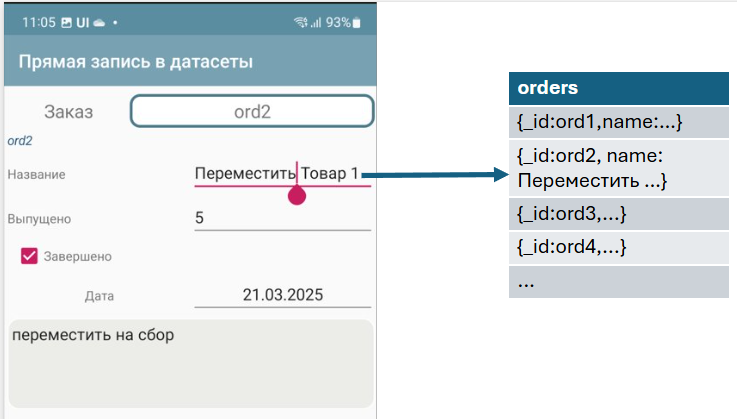 11:05 UI • 93%
Прямая запись в датасеты
Заказ ord2
ord2
Название Переместить Товар 1
Выпущено 5
Завершено
Дата 21.03.2025
переместить на сбор
orders
{_id:ord1,name:...}
{_id:ord2, name:
Переместить ...}
{_id:ord3,...}
{_id:ord4,...}
...